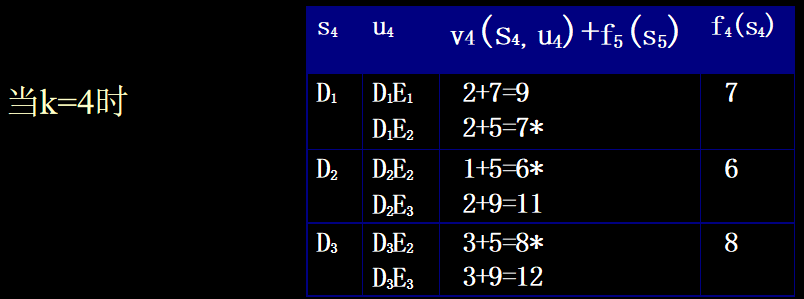 当k=4时
s₄ u₄ v4(S₄, u₄)+f₅(s₅) f₄(s₄)
D₁ D₁E₁ 2+7=9 7
D₁E₂ 2+5=7*
D₂ D₂E₂ 1+5=6* 6
D₂E₃ 2+9=11
D₃ D₃E₂ 3+5=8* 8
D₃E₃ 3+9=12